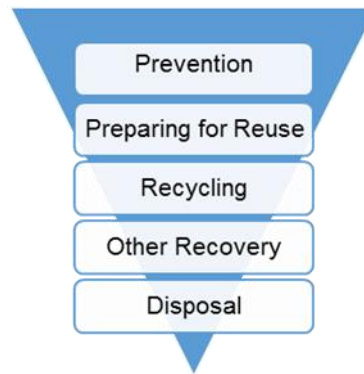 Prevention
Preparing for Reuse
Recycling
Other Recovery
Disposal